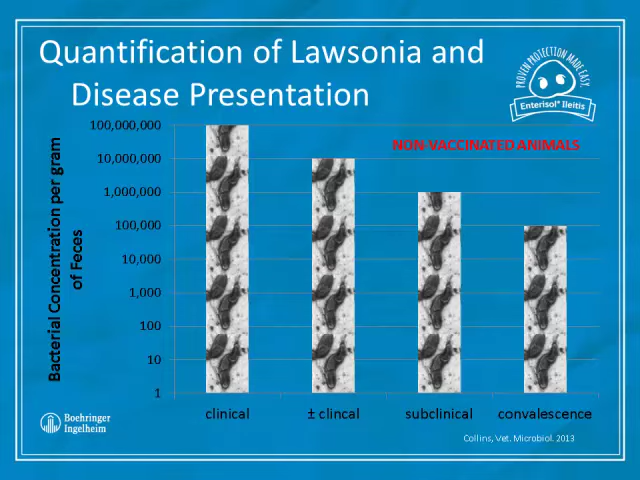 Quantification of Lawsonia and
Disease Presentation
PROVEN PROTECTION MADE EASY.
Enterisol® Ileitis
NON-VACCINATED ANIMALS
Bacterial Concentration per gram
of Feces
100,000,000
10,000,000
1,000,000
100,000
10,000
1,000
100
10
1
clinical
± clincal
subclinical
convalescence
Boehringer
Ingelheim
Collins, Vet. Microbiol. 2013